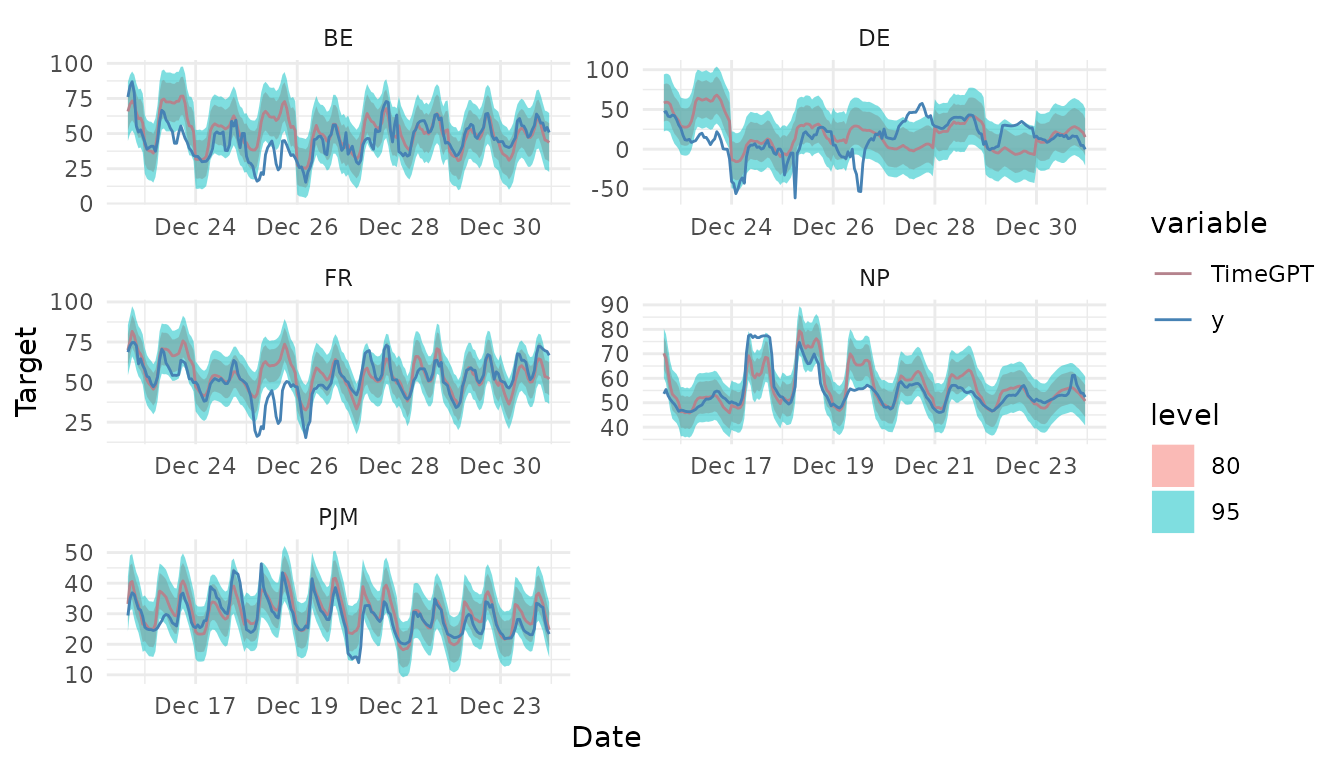 BE
DE
100
75
50
25
0
100
50
0
-50
Dec 24 Dec 26 Dec 28 Dec 30
Dec 24 Dec 26 Dec 28 Dec 30
FR
NP
100
75
50
25
90
80
70
60
50
40
Dec 24 Dec 26 Dec 28 Dec 30
Dec 17 Dec 19 Dec 21 Dec 23
PJM
50
40
30
20
10
Dec 17 Dec 19 Dec 21 Dec 23
Target
Date
variable
TimeGPT
y
level
80
95